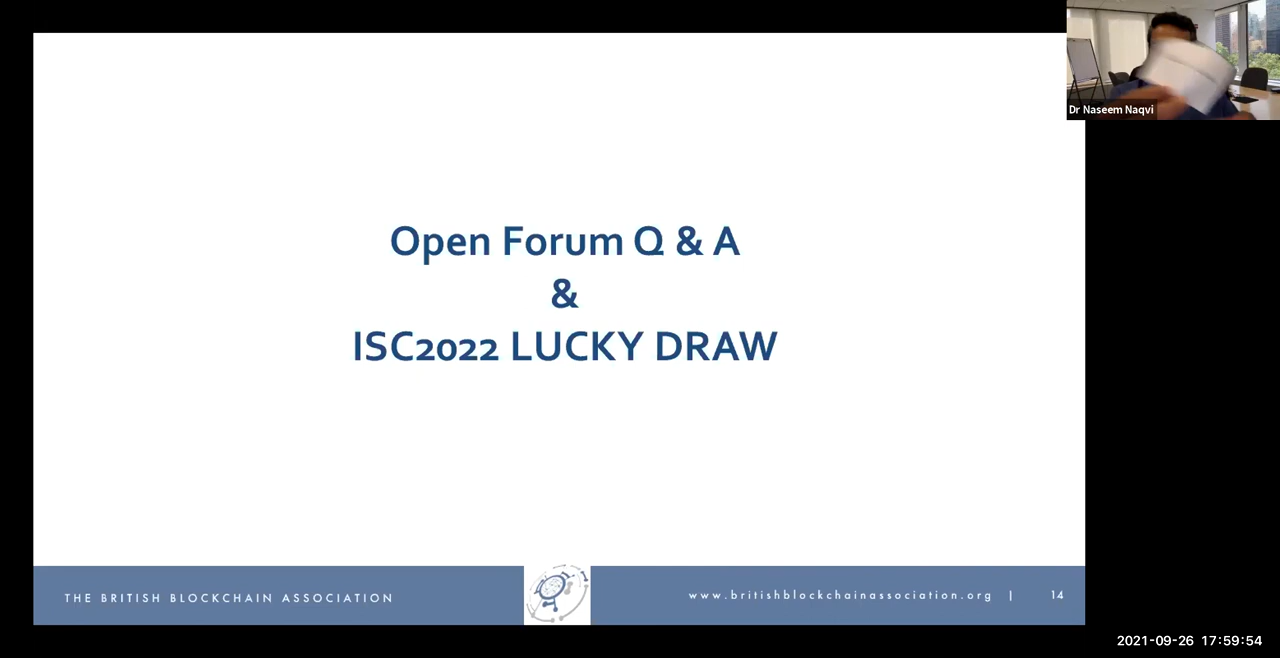 Dr Naseem Naqvi
Open Forum Q & A
&
ISC2022 LUCKY DRAW
THE BRITISH BLOCKCHAIN ASSOCIATION
www.britishblockchainassociation.org | 14
2021-09-26 17:59:54